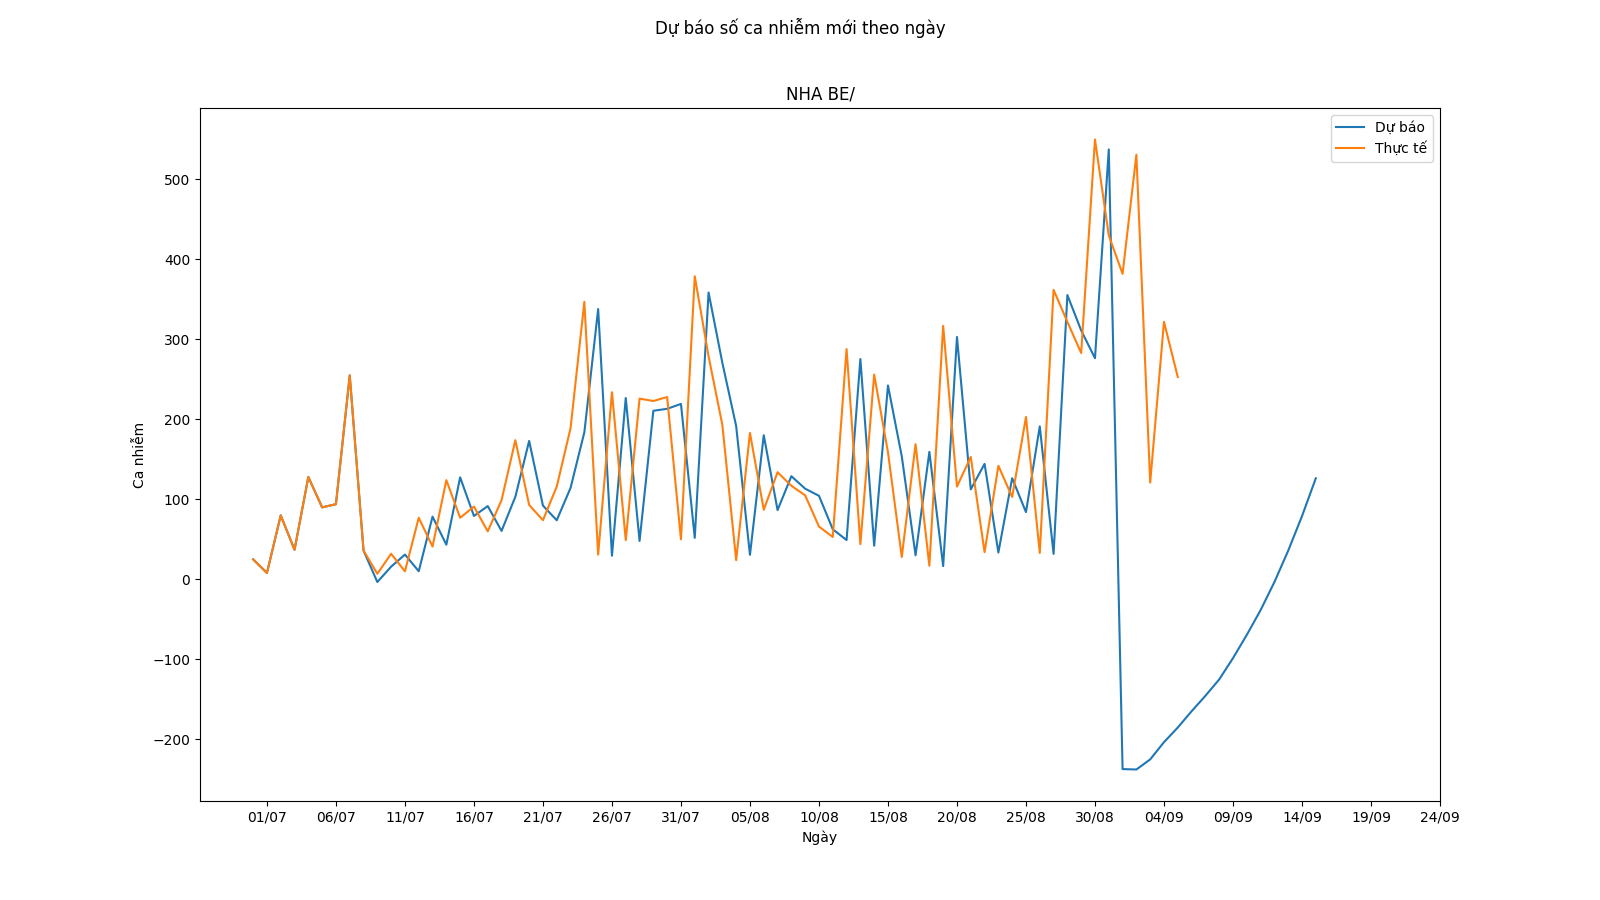 Dự báo số ca nhiễm mới theo ngày
NHA BE/
Dự báo
Thực tế
500
400
300
200
100
0
−100
−200
Ca nhiễm
01/07 06/07 11/07 16/07 21/07 26/07 31/07 05/08 10/08 15/08 20/08 25/08 30/08 04/09 09/09 14/09 19/09 24/09
Ngày